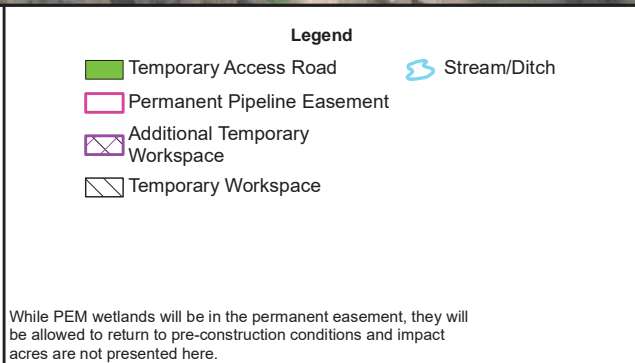 Legend
Temporary Access Road
Stream/Ditch
Permanent Pipeline Easement
Additional Temporary
Workspace
Temporary Workspace
While PEM wetlands will be in the permanent easement, they will
be allowed to return to pre-construction conditions and impact
acres are not presented here.